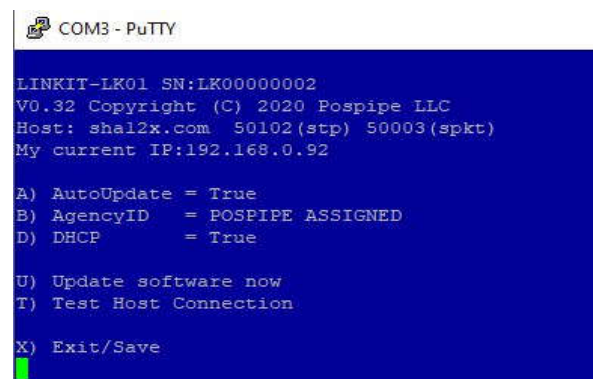 COM3 - PuTTY
LINKIT-LK01 SN:LK00000002
V0.32 Copyright (C) 2020 Pospipe LLC
Host: sha12x.com  50102(stp) 50003(spkt)
My current IP:192.168.0.92
A) AutoUpdate = True
B) AgencyID   = POSPIPE ASSIGNED
D) DHCP       = True
U) Update software now
T) Test Host Connection
X) Exit/Save